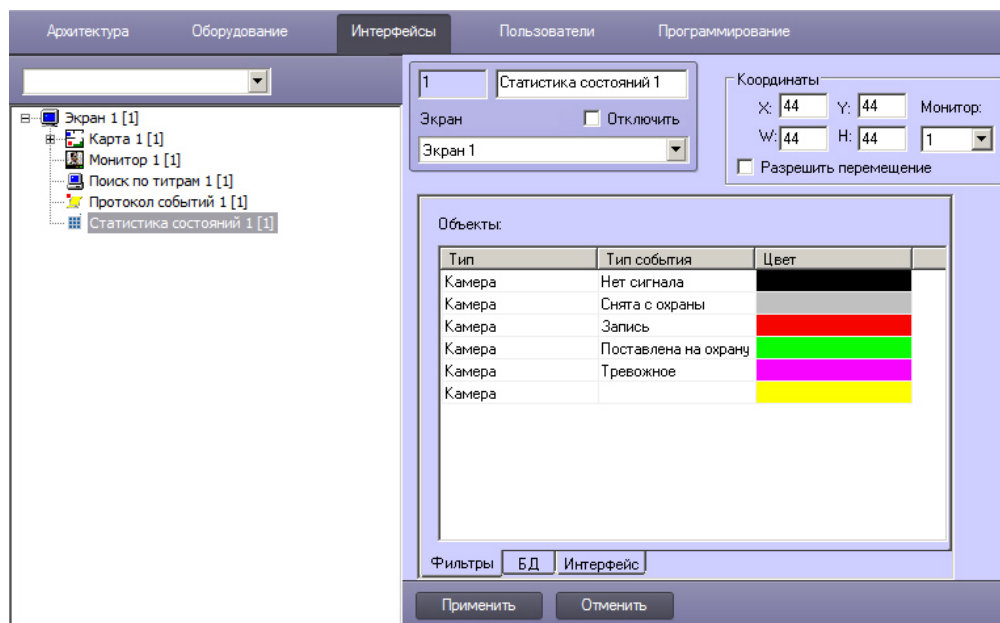 Архитектура Оборудование Интерфейсы Пользователи Программирование
Экран 1 [1]
Карта 1 [1]
Монитор 1 [1]
Поиск по титрам 1 [1]
Протокол событий 1 [1]
Статистика состояний 1 [1]
1 Статистика состояний 1
Экран Отключить
Экран 1
Координаты
X: 44 Y: 44 Монитор:
W: 44 H: 44 1
Разрешить перемещение
Объекты:
Тип Тип события Цвет
Камера Нет сигнала
Камера Снята с охраны
Камера Запись
Камера Поставлена на охрану
Камера Тревожное
Камера
Фильтры БД Интерфейс
Применить Отменить